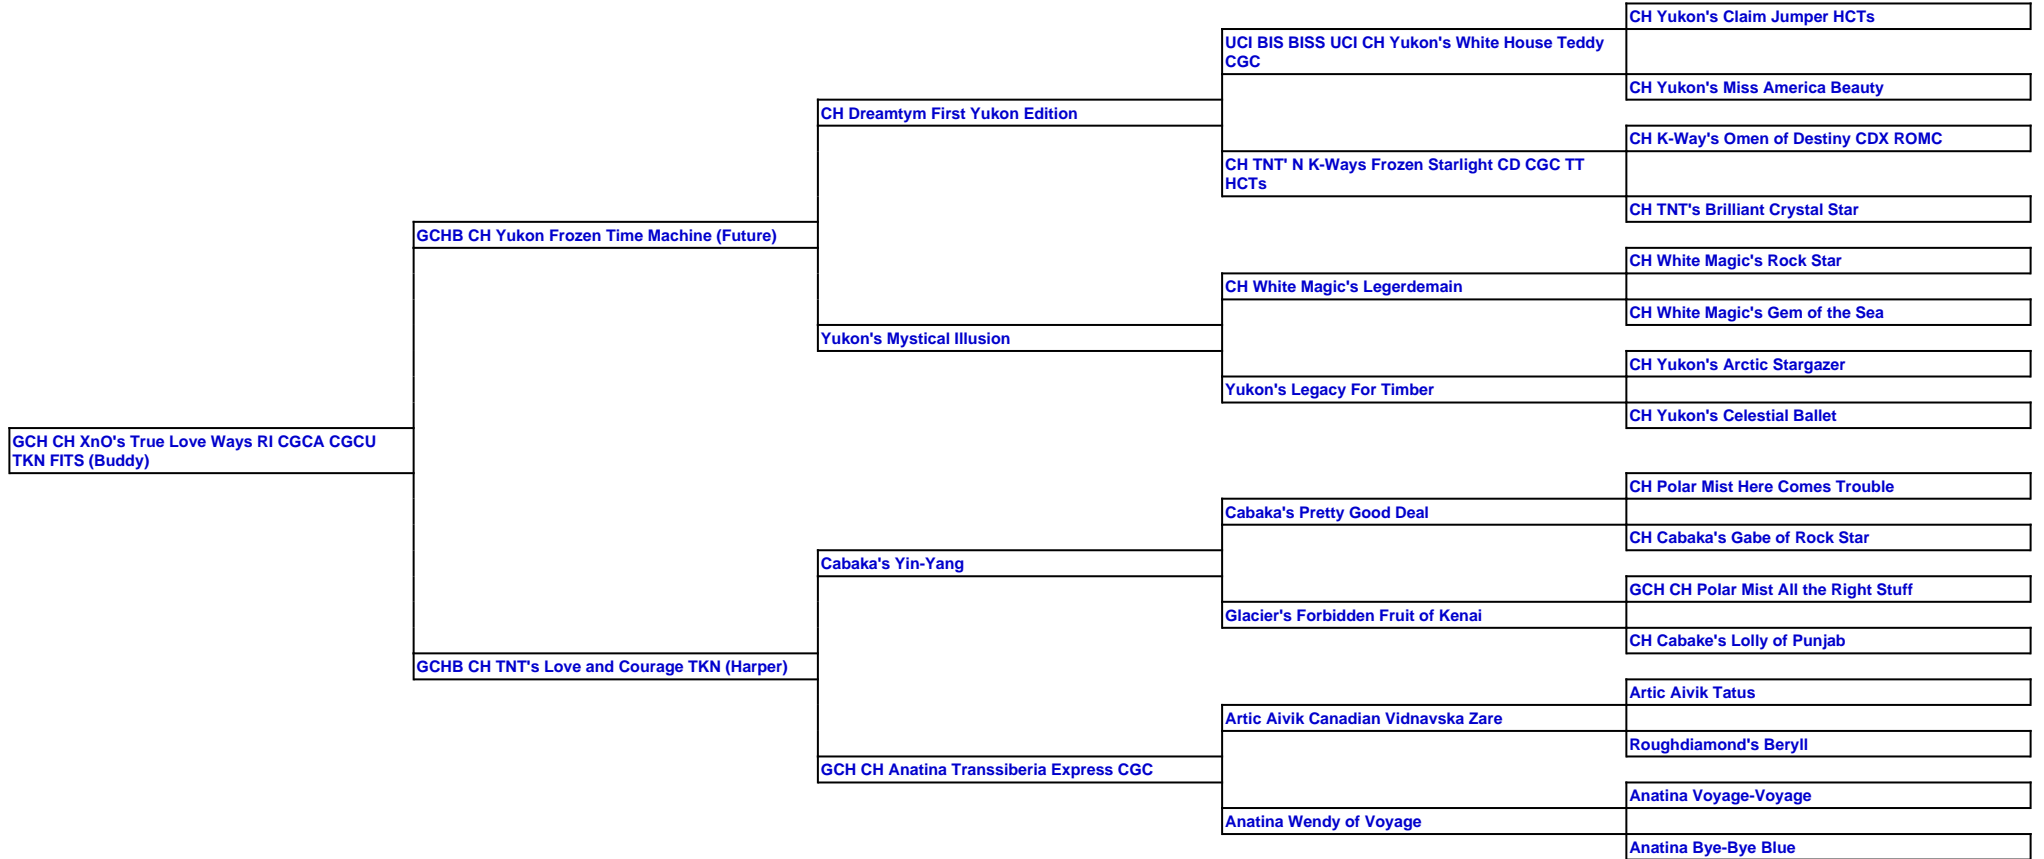 CH Yukon's Claim Jumper HCTs
UCI BIS BISS UCI CH Yukon's White House Teddy
CGC
CH Yukon's Miss America Beauty
CH Dreamtym First Yukon Edition
CH K-Way's Omen of Destiny CDX ROMC
CH TNT' N K-Ways Frozen Starlight CD CGC TT
HCTs
CH TNT's Brilliant Crystal Star
GCHB CH Yukon Frozen Time Machine (Future)
CH White Magic's Rock Star
CH White Magic's Legerdemain
CH White Magic's Gem of the Sea
Yukon's Mystical Illusion
CH Yukon's Arctic Stargazer
Yukon's Legacy For Timber
CH Yukon's Celestial Ballet
GCH CH XnO's True Love Ways RI CGCA CGCU
TKN FITS (Buddy)
CH Polar Mist Here Comes Trouble
Cabaka's Pretty Good Deal
CH Cabaka's Gabe of Rock Star
Cabaka's Yin-Yang
GCH CH Polar Mist All the Right Stuff
Glacier's Forbidden Fruit of Kenai
CH Cabake's Lolly of Punjab
GCHB CH TNT's Love and Courage TKN (Harper)
Artic Aivik Tatus
Artic Aivik Canadian Vidnavska Zare
Roughdiamond's Beryll
GCH CH Anatina Transsiberia Express CGC
Anatina Voyage-Voyage
Anatina Wendy of Voyage
Anatina Bye-Bye Blue